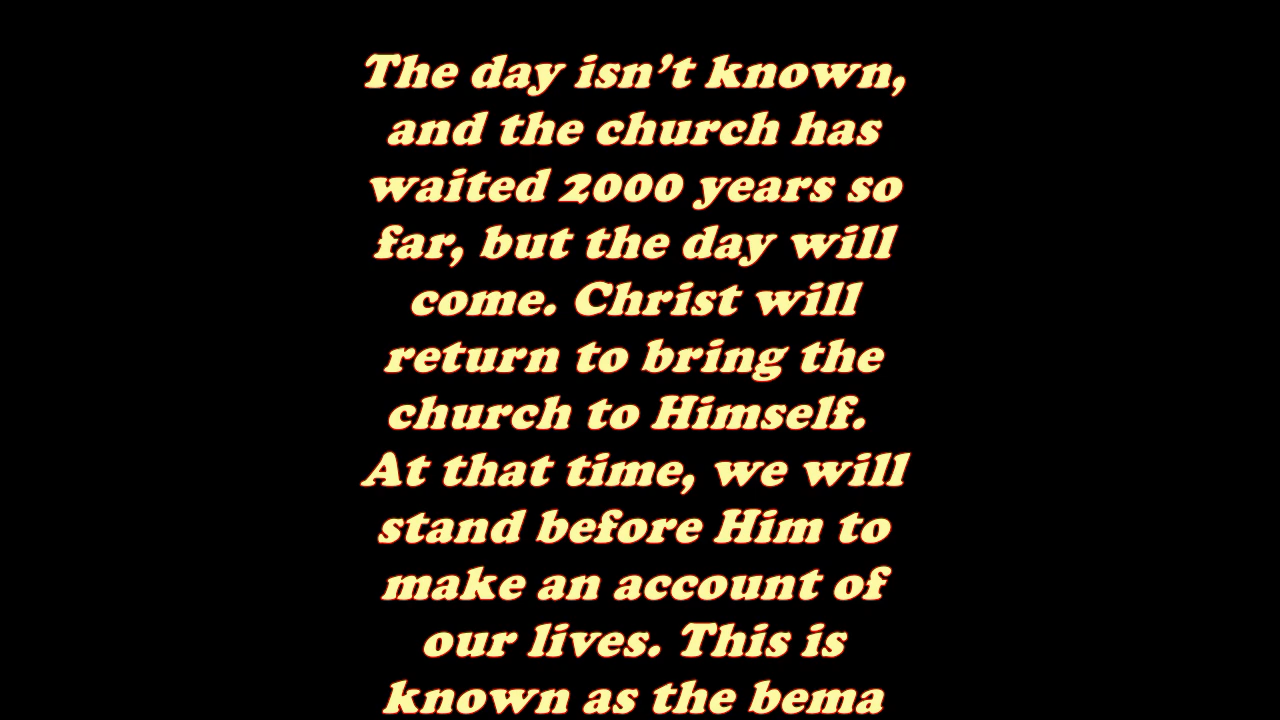 The day isn’t known,
and the church has
waited 2000 years so
far, but the day will
come. Christ will
return to bring the
church to Himself.
At that time, we will
stand before Him to
make an account of
our lives. This is
known as the bema